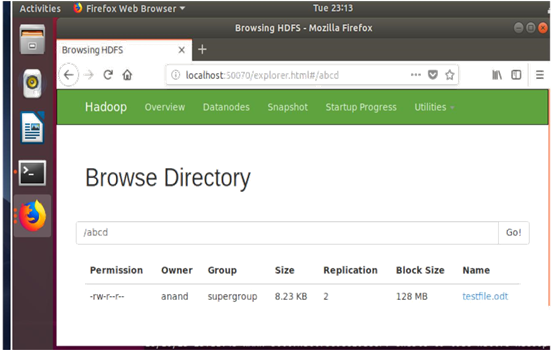 Activities Firefox Web Browser Tue 23:13
Browsing HDFS - Mozilla Firefox
Browsing HDFS
localhost:50070/explorer.html#/abcd
Hadoop Overview Datanodes Snapshot Startup Progress Utilities
Browse Directory
/abcd Go!
Permission Owner Group Size Replication Block Size Name
-rw-r--r-- anand supergroup 8.23 KB 2 128 MB testfile.odt